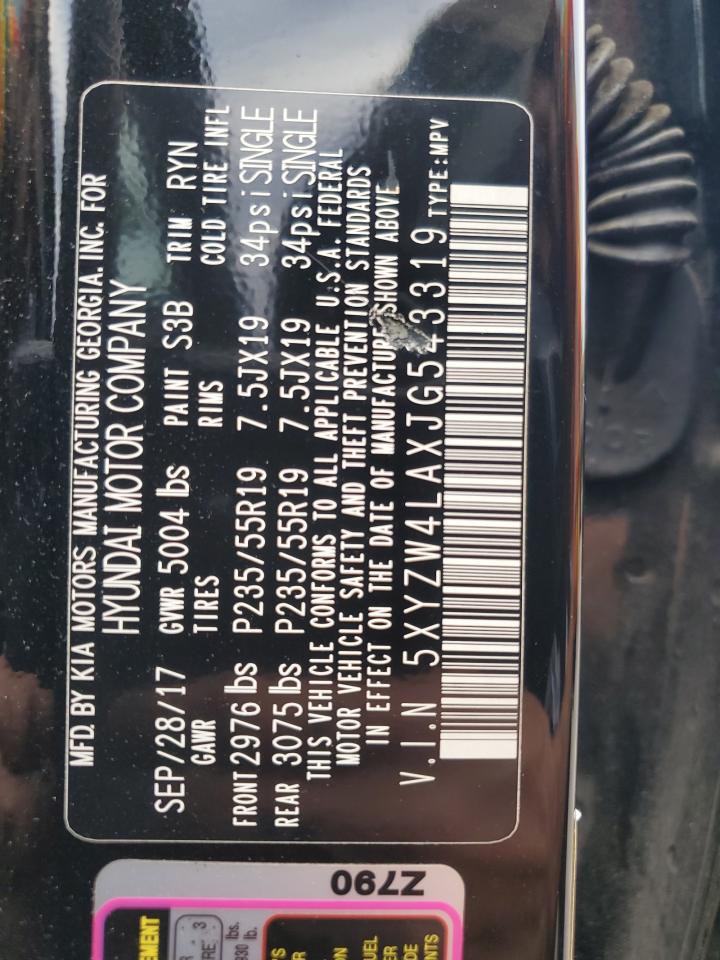 MFD. BY KIA MOTORS MANUFACTURING GEORGIA. INC. FOR
HYUNDAI MOTOR COMPANY
SEP/28/17 GVWR 5004 lbs PAINT S3B TRIM RYN
GAWR TIRES RIMS COLD TIRE INFL
FRONT 2976 lbs P235/55R19 7.5JX19 34psi SINGLE
REAR 3075 lbs P235/55R19 7.5JX19 34psi SINGLE
THIS VEHICLE CONFORMS TO ALL APPLICABLE U.S.A. FEDERAL
MOTOR VEHICLE SAFETY AND THEFT PREVENTION STANDARDS
IN EFFECT ON THE DATE OF MANUFACTUR SHOWN ABOVE
V.I.N 5XYZW4LAXJG543319 TYPE:MPV
Z790
lbs.